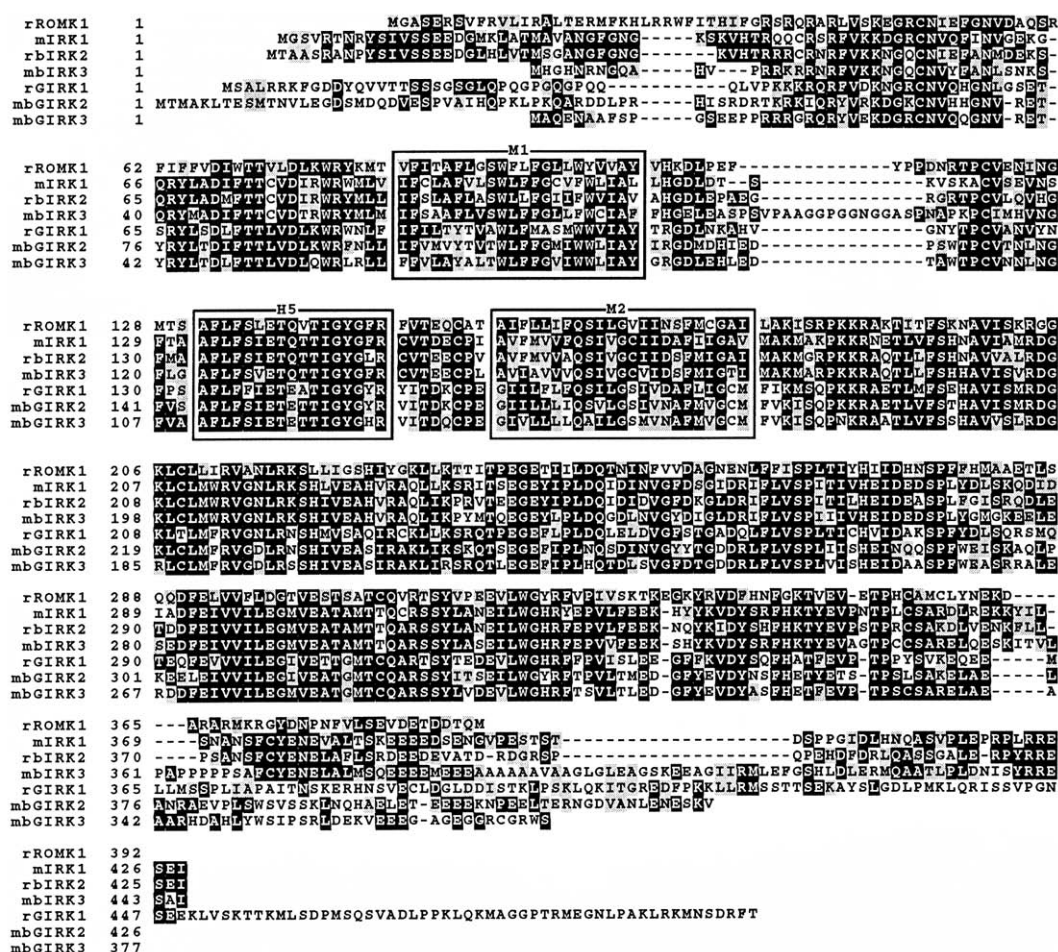 rROMK1 1 MGASERSVFRVLIRALTERMFKHLRRWFITHIFGRSRQRARLVSKEGRCNIEFGNVDAQSR
mIRK1 1 MGSVRTNRYSIVSSEEDGMKLATMAVANGFGNG-----KSKVHTRQQCRSRFVKKDGHCNVQFINVGEKG-
rbIRK2 1 MTAASRANPYSIVSSEEDGLHLVTMSGANGFGNG-----KVHTRRRCRNRFVKKNGQCNIEFANMDEKS-
mbIRK3 1 MHGHNRNGQA-----HV---PRRKRRNRFVKKNGQCNVYFANLSNKS-
rGIRK1 1 MSALRRKFGDDYQVVTTSSSGSGLQPQGPGQGPQQ------QLVPKKKRQRFVDKNGRCNVQHGNLGSET-
mbGIRK2 1 MTMAKLTESMTNVLEGDSMDQDVESPVAIHQPKLPKQARDDLPR-----HISRDRTKRKIQRYVRKDGKCNVHHGNV-RET-
mbGIRK3 1 MAQENAAFSP-----GSEEPPRRRGRQRYVEKDGRCNVQQGNV-RET-
M1
rROMK1 62 FIFFVDIWTTVLDLKWRYKMT VFITAFLGSWFLFGLLWYVVAY VHKDLPEF---------------YPPDNRTPCVENING
mIRK1 66 QRYLADIFTTCVDIRWRWMLV IFCLAFVLSWLFFGCVFWLIAL LHGDLDT--S---------------KVSKACVSEVNS
rbIRK2 65 RYLADMFTTCVDIRWRYMLL IFSLAFLASWLLFGIIFWVIAV AHGDLEPAEG---------------RGRTPCVLQVHG
mbIRK3 40 QRYMADIFTTCVDTRWRYMLM IFSAAFLVSWLFFGLLFWCIAF FHGELEASPSVPAAGGPGGNGGASPNAPKPCIMHVNG
rGIRK1 65 SRYLSDLFTTLVDLKWRWNLF IFILTYTVAWLFMASMWWVIAY TRGDLNKAHV---------------GNYTPCVANVYN
mbGIRK2 76 YRYLTDIFTTLVDLKWRFNLL IFVMVYTVTWLFFGMIWWLIAY IRGDMDHIED---------------PSWTPCVTNLNG
mbGIRK3 42 YRYLTDLFTTLVDLQWRLRLL FFVLAYALTWLFFGVIWWLIAY GRGDLEHLED---------------TAWTPCVNNLNG
H5 M2
rROMK1 128 MTS AFLFSLETQVTIGYGFR FVTEQCAT AIFLLIFQSILGVIINSFMCGAI LAKISRPKKRAKTITFSKNAVISKRGG
mIRK1 129 FTA AFLFSIETQTTIGYGFR CVTDECPI AVFMVVFQSIVGCIIDAFIIGAV MAKMAKPKKRNETLVFSHNAVIAMRDG
rbIRK2 130 FMA AFLFSIETQTTIGYGLR CVTEECPV AVFMVVAQSIVGCIIDSFMIGAI MAKMGRPKKRAQTLLFSHNAVVALRDG
mbIRK3 120 FLG AFLFSVETQTTIGYGFR CVTEECPL AVIAVVVQSIVGCVIDSFMIGTI MAKMARPKKRAQTLLFSHHAVISVRDG
rGIRK1 130 FPS AFLFFIETEATIGYGYR YITDKCPE GIILFLFQSILGSIVDAFLIGCM FIKMSQPKKRAETLMFSEHAVISMRDG
mbGIRK2 141 FVS AFLFSIETETTIGYGYR VITDKCPE GIILLLIQSVLGSIVNAFMVGCM FVKISQPKKRAETLVFSTHAVISMRDG
mbGIRK3 107 FVA AFLFSIETETTIGYGHR VITDQCPE GIVLLLLQAILGSMVNAFMVGCM FVKISQPNKRAATLVFSSHAVVSLRDG
rROMK1 206 KLCLLIRVANLRKSLLIGSHIYGKLLKTTITPEGETIILDQTNINFVVDAGNENLFFISPLTIYHIIDHNSPFFHMAAETLS
mIRK1 207 KLCLMWRVGNLRKSHLVEAHVRAQLLKSRITSEGEYIPLDQIDINVGFDSGIDRIFLVSPITIVHEIDEDSPLYDLSKQDID
rbIRK2 208 KLCLMWRVGNLRKSHIVEAHVRAQLIKPRVTEEGEYIPLDQIDIDVGFDKGLDRIFLVSPITILHEIDEASPLFGISRQDLE
mbIRK3 198 KLCLMWRVGNLRKSHIVEAHVRAQLIKPYMTQEGEYLPLDQGDLNVGYDIGLDRIFLVSPIIIVHEIDEDSPLYGMGKEELE
rGIRK1 208 KLTLMFRVGNLRNSHMVSAQIRCKLLKSRQTPEGEFLPLDQLELDVGFSTGADQLFLVSPLTICHVIDAKSPFYDLSQRSMQ
mbGIRK2 219 KLCLMFRVGDLRNSHIVEASIRAKLIKSKQTSEGEFIPLNQSDINVGYYTGDDRLFLVSPLIISHEINQQSPFWEISKAQLP
mbGIRK3 185 RLCLMFRVGDLRSSHIVEASIRAKLIRSRQTLEGEFIPLHQTDLSVGFDTGDDRLFLVSPLVISHEIDAASPFWEASRRALE
rROMK1 288 QQDFELVVFLDGTVESTSATCQVRTSYVPEEVLWGYRFVPIVSKTKEGKYRVDFHNFGKTVEV-ETPHCAMCLYNEKD---
mIRK1 289 IADFEIVVILEGMVEATAMTTQCRSSYLANEILWGHRYEPVLFEEK-HYYKVDYSRFHKTYEVPNTPLCSARDLREKKYIL-
rbIRK2 290 TDDFEIVVILEGMVEATAMTTQARSSYLANEILWGHRFEPVLFEEK-NQYKIDYSHFHKTYEVPSTPRCSAKDLVENKFLL-
mbIRK3 280 SEDFEIVVILEGMVEATAMTTQARSSYLASEILWGHRFEPVVFEEK-SHYKVDYSRFHKTYEVAGTPCCSARELQESKITVL
rGIRK1 290 TEQFEVVVILEGIVETTGMTCQARTSYTEDEVLWGHRFFPVISLEE-GFFKVDYSQFHATFEVP-TPPYSVKEQEE-----M
mbGIRK2 301 KEELEIVVILEGMVEATGMTCQARSSYITSEILWGYRFTPVLTMED-GFYEVDYNSFHETYETS-TPSLSAKELAE-----L
mbGIRK3 267 RDDFEIVVILEGMVEATGMTCQARSSYLVDEVLWGHRFTSVLTLED-GFYEVDYASFHETFEVP-TPSCSARELAE-----A
rROMK1 365 ---ARARMKRGYDNPNFVLSEVDETDDTQM
mIRK1 369 ----SNANSFCYENEVALTSKEEEEDSENGVPESTST---------------------DSPPGIDLHNQASVPLEPRPLRRE
rbIRK2 370 ----PSANSFCYENELAFLSRDEEDEVATD-RDGRSP---------------------QPEHDFDRLQASSGALE-RPYRRE
mbIRK3 361 PAPPPPPSAFCYENELALMSQEEEEMEEEAAAAAAVAAGLGLEAGSKEEAGIIRMLEFGSHLDLERMQAATLPLDNISYRRE
rGIRK1 365 LLMSSPLIAPAITNSKERHNSVECLDGLDDISTKLPSKLQKITGREDFPKKLLRMSSTTSEKAYSLGDLPMKLQRISSVPGN
mbGIRK2 376 ANRAEVPLSWSVSSKLNQHAELET-EEEEKNPEELTERNGDVANLENESKV
mbGIRK3 342 AARHDAHLYWSIPSRLDEKVEEEG-AGEGGRCGRWS
rROMK1 392
mIRK1 426 SEI
rbIRK2 425 SEI
mbIRK3 443 SAI
rGIRK1 447 SEEKLVSKTTKMLSDPMSQSVADLPPKLQKMAGGPTRMEGNLPAKLRKMNSDRFT
mbGIRK2 426
mbGIRK3 377